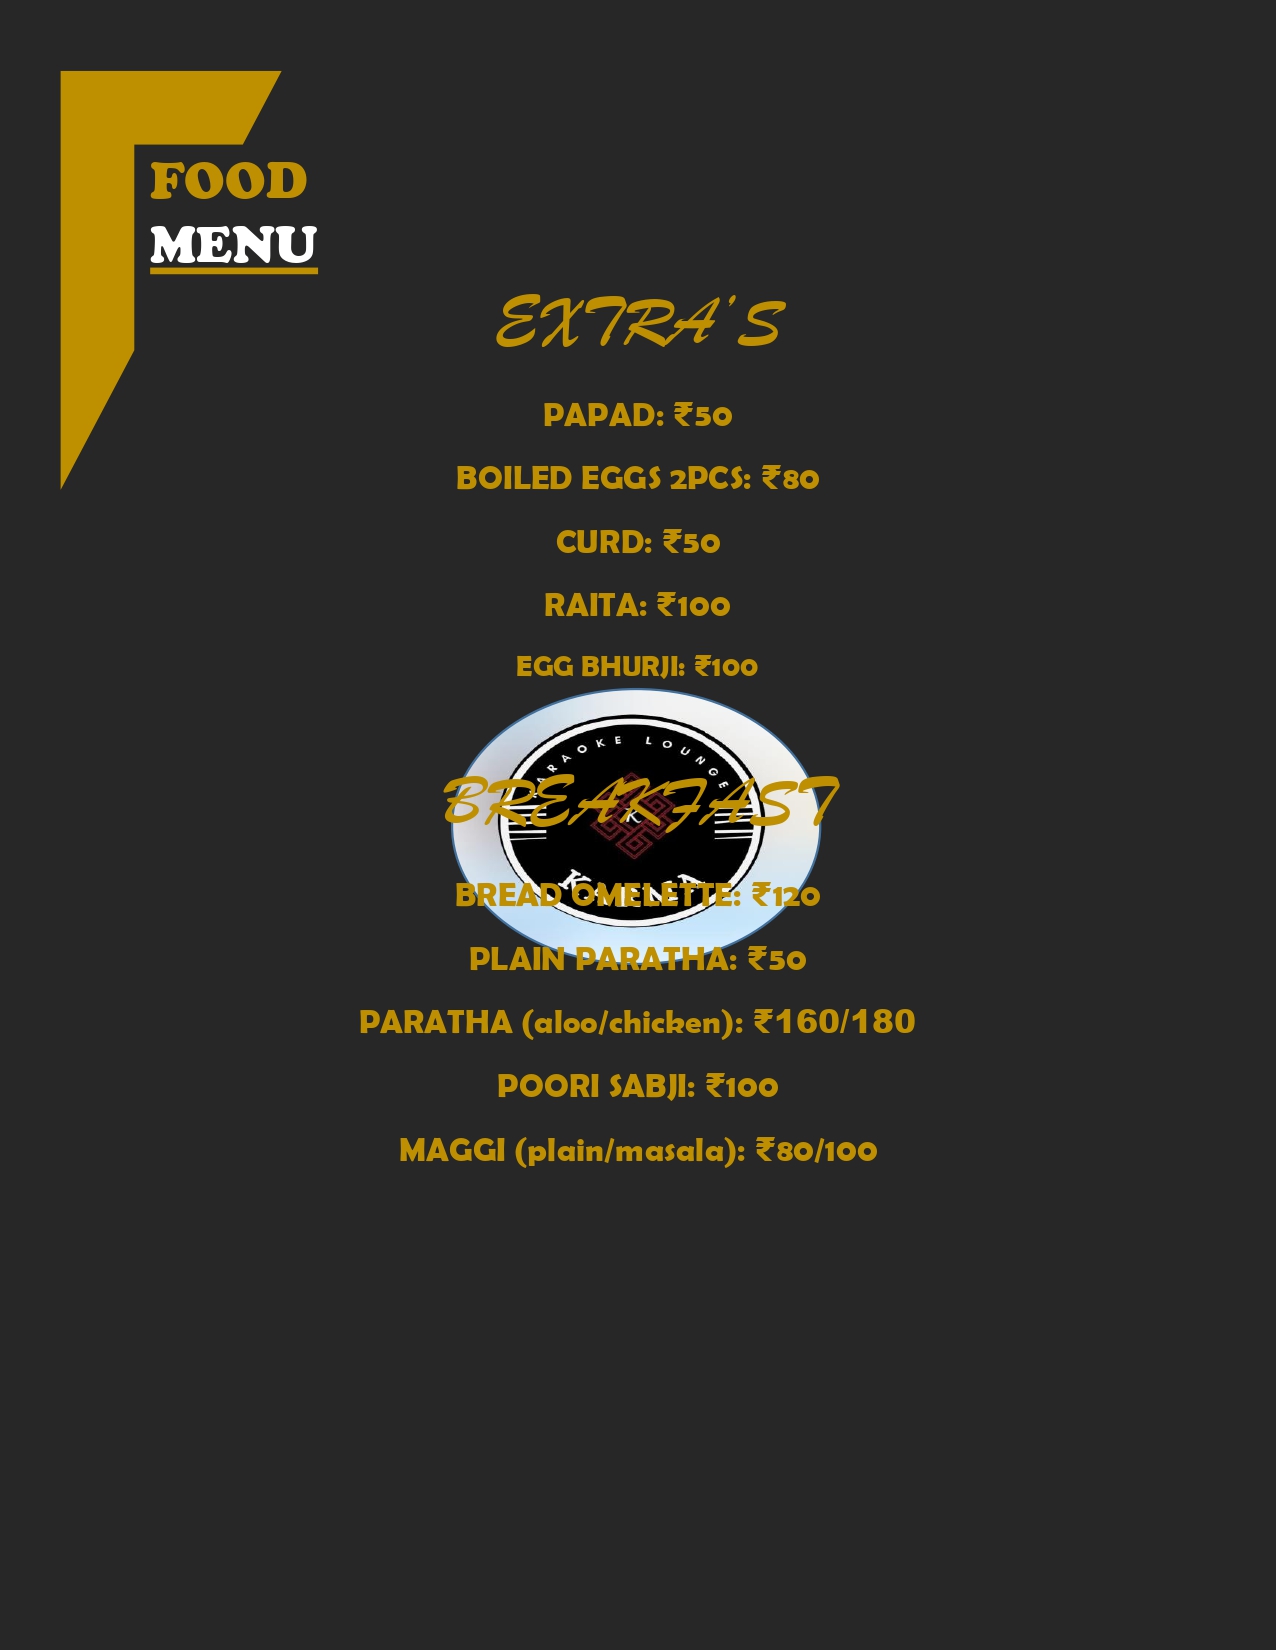 FOOD
MENU
EXTRA'S
PAPAD: ₹50
BOILED EGGS 2PCS: ₹80
CURD: ₹50
RAITA: ₹100
EGG BHURJI: ₹100
KARAOKE LOUNGE
BREAKFAST
K
KARMA
BREAD OMELETTE: ₹120
PLAIN PARATHA: ₹50
PARATHA (aloo/chicken): ₹160/180
POORI SABJI: ₹100
MAGGI (plain/masala): ₹80/100